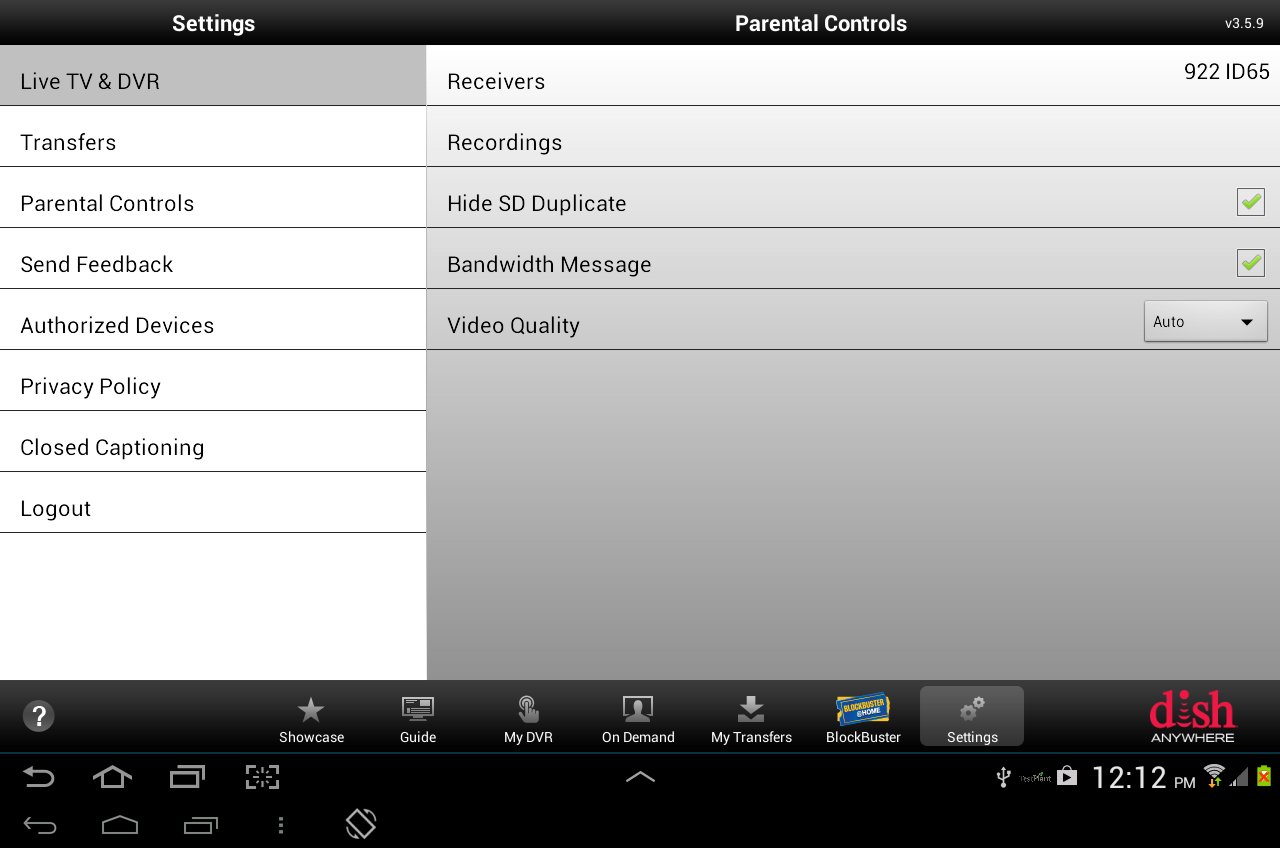 Settings
Parental Controls
v3.5.9
Live TV & DVR
Receivers
922 ID65
Transfers
Recordings
Parental Controls
Hide SD Duplicate
Send Feedback
Bandwidth Message
Authorized Devices
Video Quality
Auto
Privacy Policy
Closed Captioning
Logout
?
Showcase
Guide
My DVR
On Demand
My Transfers
BLOCKBUSTER
@HOME
BlockBuster
Settings
dish
ANYWHERE
TestPlant
12:12 PM